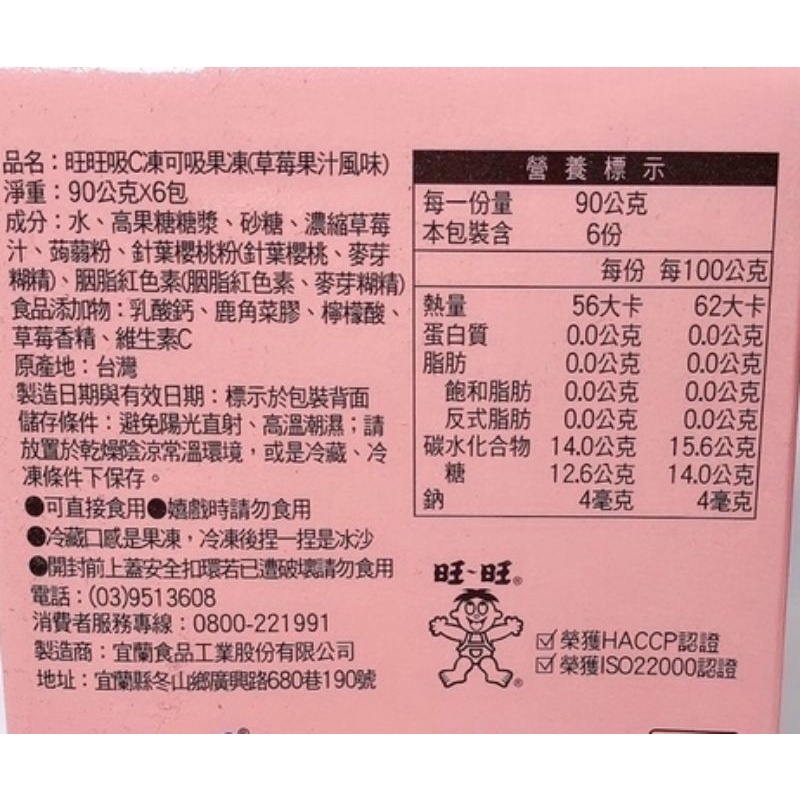 品名：旺旺吸C凍可吸果凍(草莓果汁風味)
淨重：90公克X6包
成分：水、高果糖糖漿、砂糖、濃縮草莓
汁、蒟蒻粉、針葉櫻桃粉(針葉櫻桃、麥芽
糊精)、胭脂紅色素(胭脂紅色素、麥芽糊精)
食品添加物：乳酸鈣、鹿角菜膠、檸檬酸、
草莓香精、維生素C
原產地：台灣
製造日期與有效日期：標示於包裝背面
儲存條件：避免陽光直射、高溫潮濕；請
放置於乾燥陰涼常溫環境，或是冷藏、冷
凍條件下保存。
●可直接食用●嬉戲時請勿食用
●冷藏口感是果凍，冷凍後捏一捏是冰沙
●開封前上蓋安全扣環若已遭破壞請勿食用
電話：(03)9513608
消費者服務專線：0800-221991
製造商：宜蘭食品工業股份有限公司
地址：宜蘭縣冬山鄉廣興路680巷190號
營養標示
每一份量 90公克
本包裝含 6份
每份 每100公克
熱量 56大卡 62大卡
蛋白質 0.0公克 0.0公克
脂肪 0.0公克 0.0公克
飽和脂肪 0.0公克 0.0公克
反式脂肪 0.0公克 0.0公克
碳水化合物 14.0公克 15.6公克
糖 12.6公克 14.0公克
鈉 4毫克 4毫克
旺~旺®
®
☑榮獲HACCP認證
☑榮獲ISO22000認證
®